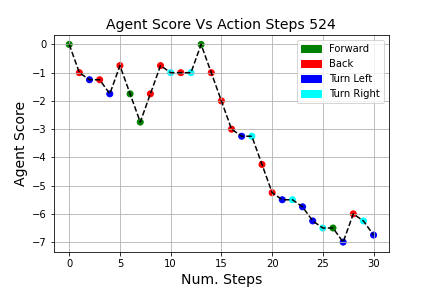 Agent Score Vs Action Steps 524
Forward
Back
Turn Left
Turn Right
Agent Score
0
−1
−2
−3
−4
−5
−6
−7
0 5 10 15 20 25 30
Num. Steps